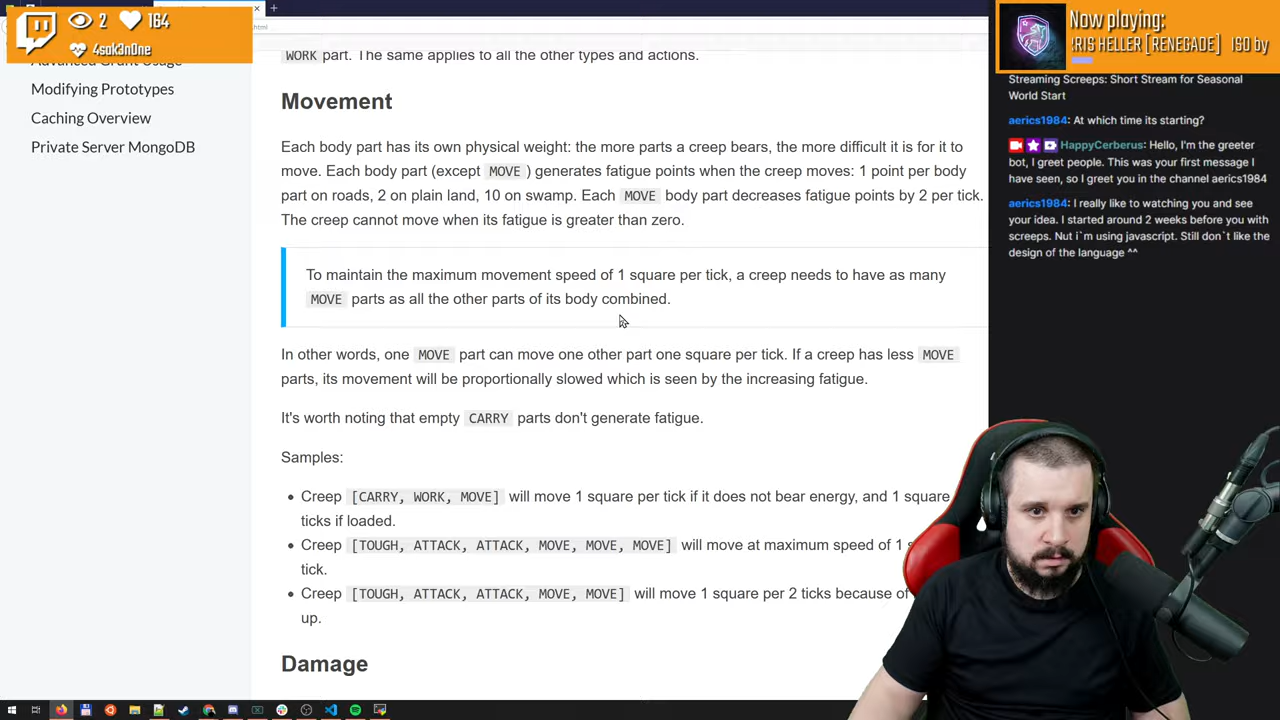 2 164
4sak3n0ne
Now playing:
RIS HELLER [RENEGADE] ISO by
.html
WORK part. The same applies to all the other types and actions.
Advanced Grunt Usage
Modifying Prototypes
Caching Overview
Private Server MongoDB
Movement
Each body part has its own physical weight: the more parts a creep bears, the more difficult it is for it to
move. Each body part (except MOVE ) generates fatigue points when the creep moves: 1 point per body
part on roads, 2 on plain land, 10 on swamp. Each MOVE body part decreases fatigue points by 2 per tick.
The creep cannot move when its fatigue is greater than zero.
To maintain the maximum movement speed of 1 square per tick, a creep needs to have as many
MOVE parts as all the other parts of its body combined.
In other words, one MOVE part can move one other part one square per tick. If a creep has less MOVE
parts, its movement will be proportionally slowed which is seen by the increasing fatigue.
It's worth noting that empty CARRY parts don't generate fatigue.
Samples:
• Creep [CARRY, WORK, MOVE] will move 1 square per tick if it does not bear energy, and 1 square
ticks if loaded.
• Creep [TOUGH, ATTACK, ATTACK, MOVE, MOVE, MOVE] will move at maximum speed of 1
tick.
• Creep [TOUGH, ATTACK, ATTACK, MOVE, MOVE] will move 1 square per 2 ticks because of
up.
Damage
Streaming Screeps: Short Stream for Seasonal
World Start
aerics1984: At which time its starting?
HappyCerberus: Hello, I'm the greeter
bot, I greet people. This was your first message I
have seen, so I greet you in the channel aerics1984
aerics1984: I really like to watching you and see
your idea. I started around 2 weeks before you with
screeps. Nut i`m using javascript. Still don`t like the
design of the language ^^